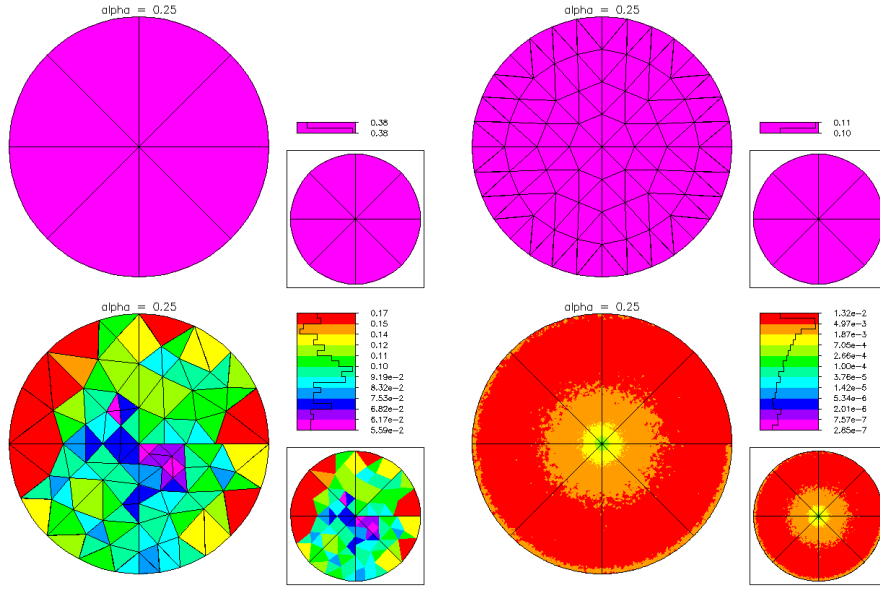 alpha = 0.25
0.38
0.38
alpha = 0.25
0.11
0.10
alpha = 0.25
0.17
0.15
0.14
0.12
0.11
0.10
9.19e-2
8.32e-2
7.53e-2
6.82e-2
6.17e-2
5.59e-2
alpha = 0.25
1.32e-2
4.97e-3
1.87e-3
7.05e-4
2.66e-4
1.00e-4
3.76e-5
1.42e-5
5.34e-6
2.01e-6
7.57e-7
2.85e-7